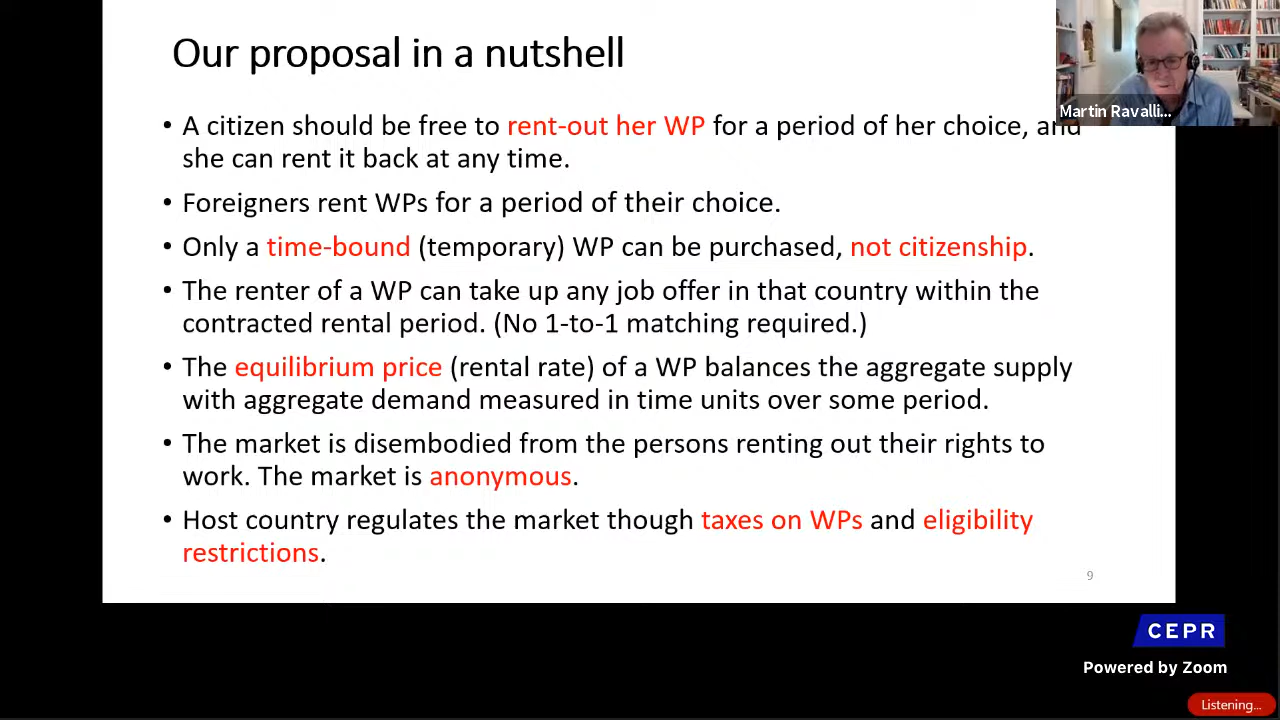 Our proposal in a nutshell
Martin Ravalli...
• A citizen should be free to rent-out her WP for a period of her choice, and
she can rent it back at any time.
• Foreigners rent WPs for a period of their choice.
• Only a time-bound (temporary) WP can be purchased, not citizenship.
• The renter of a WP can take up any job offer in that country within the
contracted rental period. (No 1-to-1 matching required.)
• The equilibrium price (rental rate) of a WP balances the aggregate supply
with aggregate demand measured in time units over some period.
• The market is disembodied from the persons renting out their rights to
work. The market is anonymous.
• Host country regulates the market though taxes on WPs and eligibility
restrictions.
9
CEPR
Powered by Zoom
Listening...